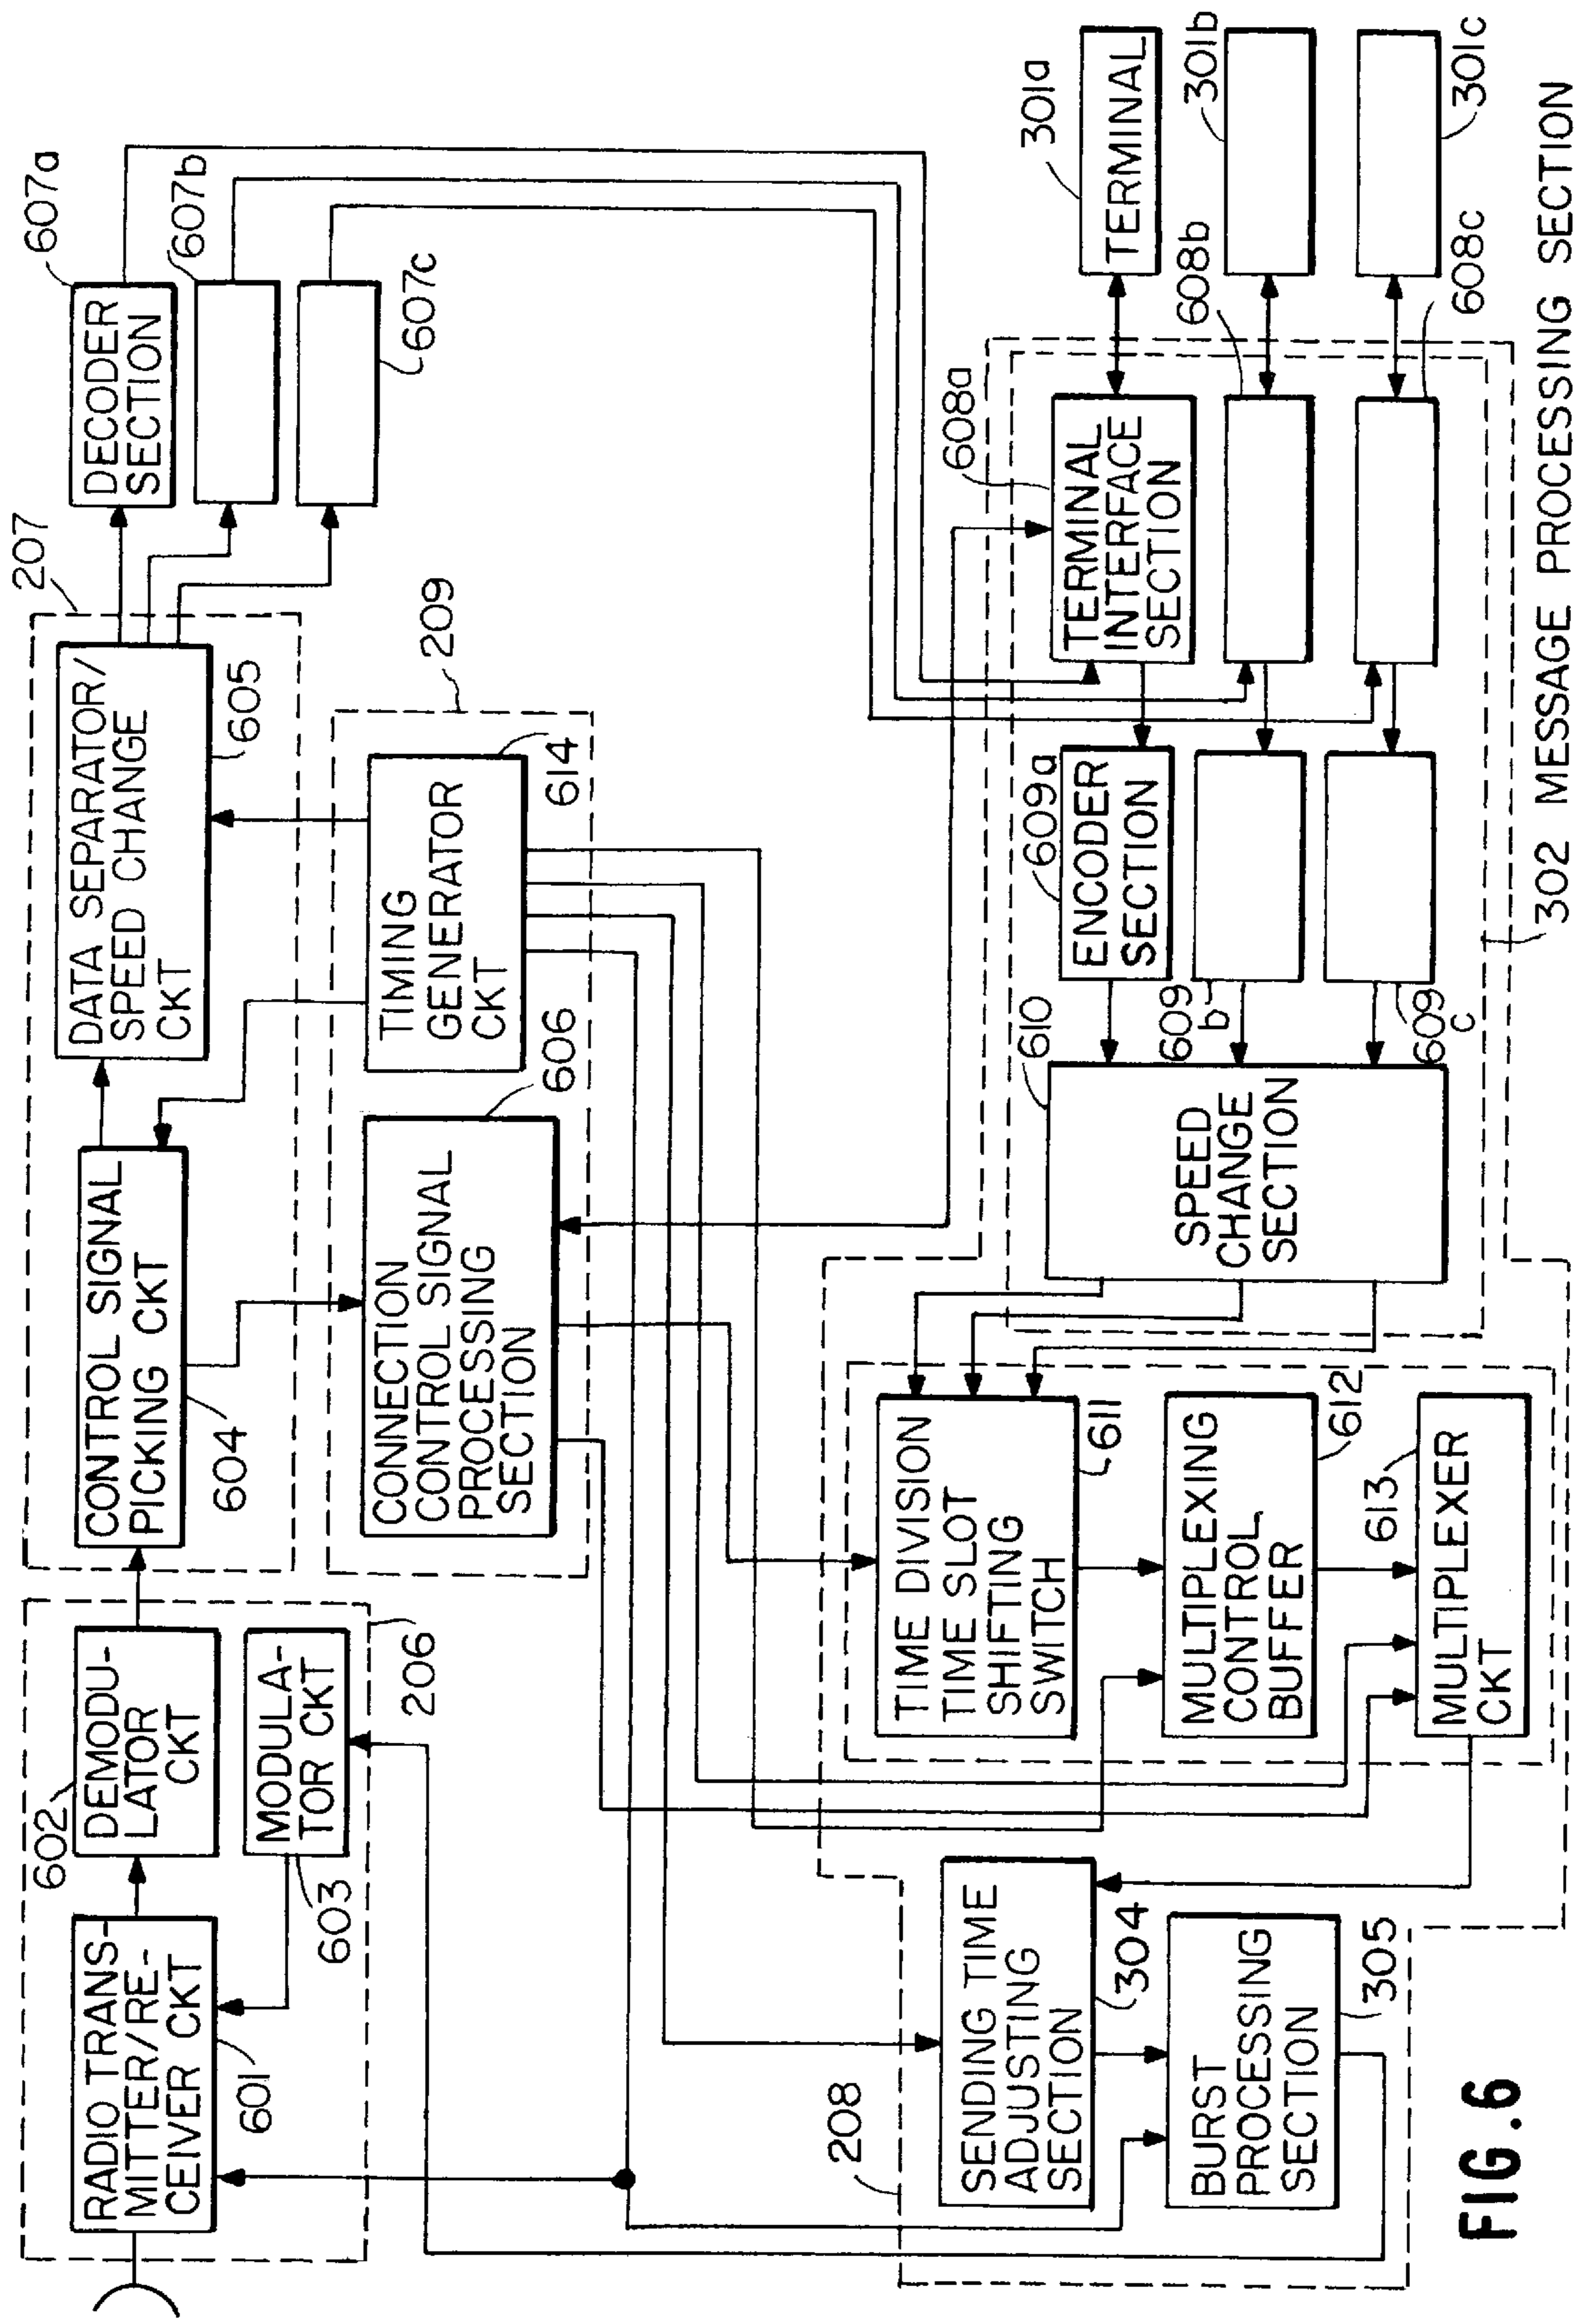 RADIO TRANS-
MITTER/RE-
CEIVER CKT
601
602
DEMODU-
LATOR
CKT
MODULA-
TOR CKT
603
206
CONTROL SIGNAL
PICKING CKT
604
DATA SEPARATOR/
SPEED CHANGE
CKT
605
207
DECODER
SECTION
607a
607b
607c
CONNECTION
CONTROL SIGNAL
PROCESSING
SECTION
606
TIMING
GENERATOR
CKT
614
209
208
SENDING TIME
ADJUSTING
SECTION
304
BURST
PROCESSING
SECTION
305
TIME DIVISION
TIME SLOT
SHIFTING
SWITCH
611
MULTIPLEXING
CONTROL
BUFFER
612
613
MULTIPLEXER
CKT
610
SPEED
CHANGE
SECTION
609a
ENCODER
SECTION
609
b
609
c
608a
TERMINAL
INTERFACE
SECTION
608b
608c
301a
TERMINAL
301b
301c
302 MESSAGE PROCESSING SECTION
FIG.6